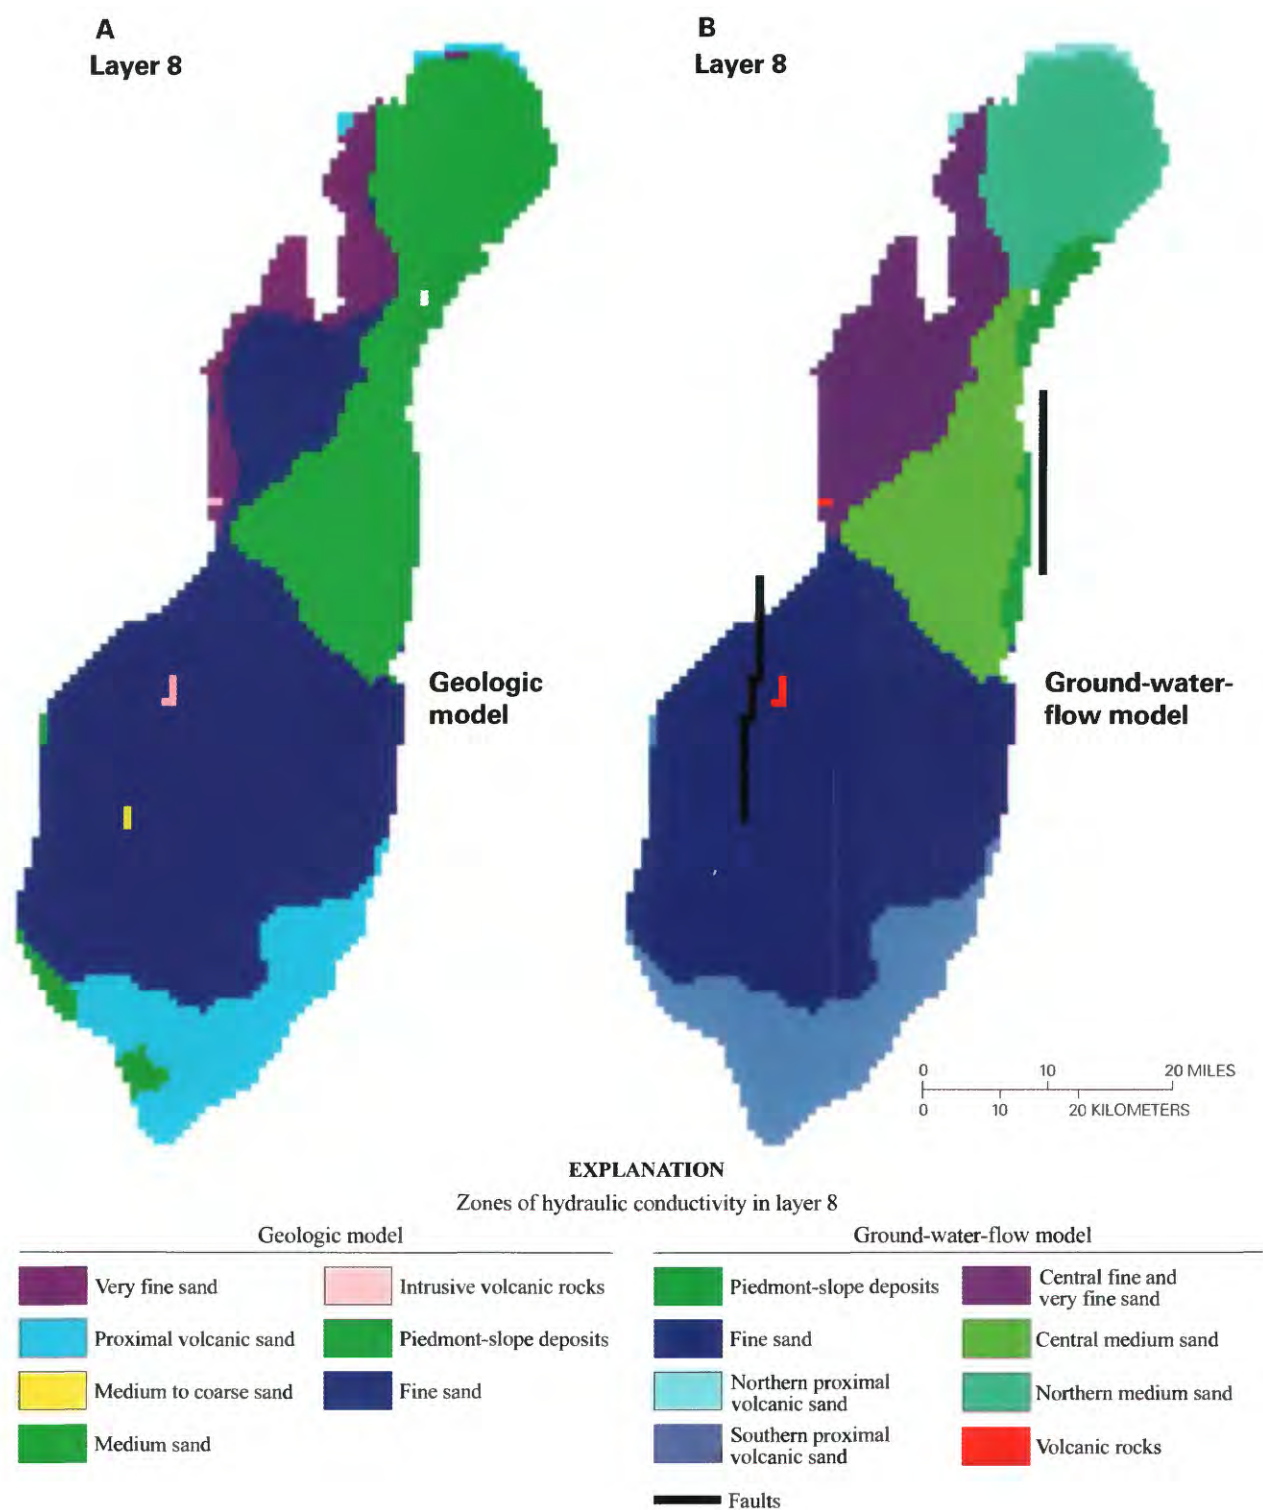 A
Layer 8
B
Layer 8
Geologic
model
Ground-water-
flow model
0 10 20 MILES
0 10 20 KILOMETERS
EXPLANATION
Zones of hydraulic conductivity in layer 8
Geologic model
Very fine sand
Proximal volcanic sand
Medium to coarse sand
Medium sand
Intrusive volcanic rocks
Piedmont-slope deposits
Fine sand
Ground-water-flow model
Piedmont-slope deposits
Fine sand
Northern proximal
volcanic sand
Southern proximal
volcanic sand
Faults
Central fine and
very fine sand
Central medium sand
Northern medium sand
Volcanic rocks